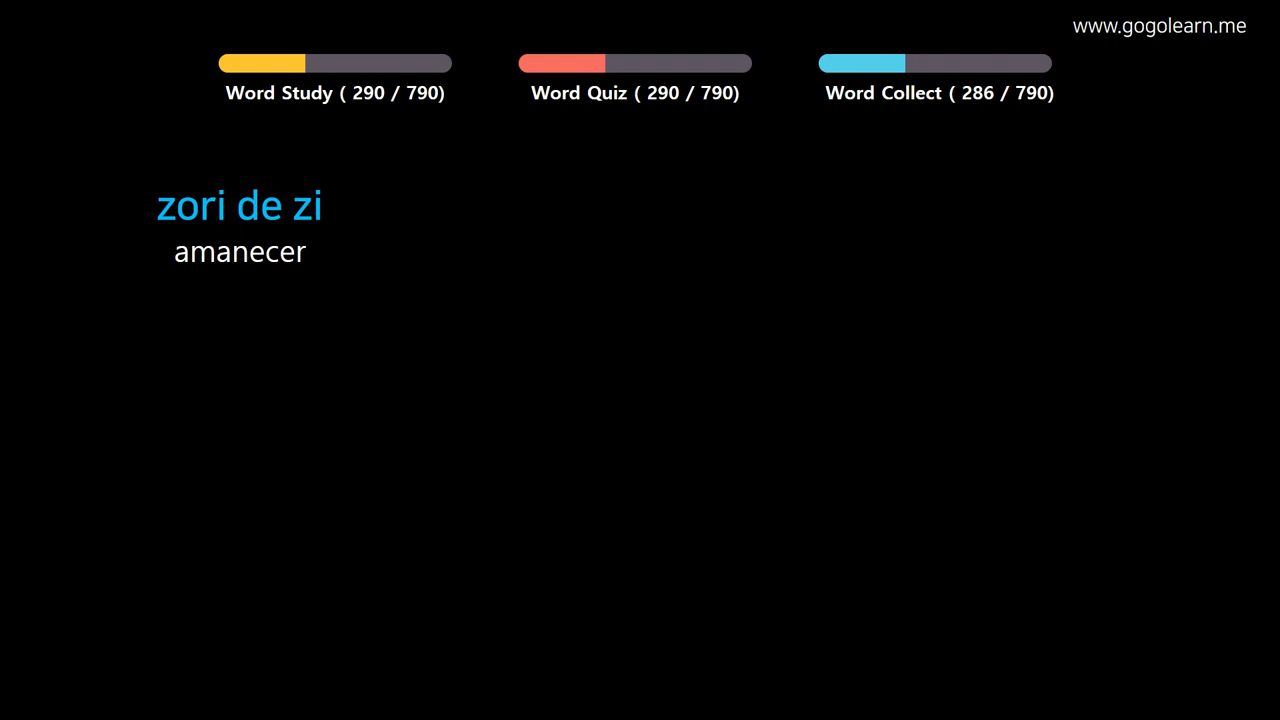 www.gogolearn.me
Word Study ( 290 / 790)
Word Quiz ( 290 / 790)
Word Collect ( 286 / 790)
zori de zi
amanecer